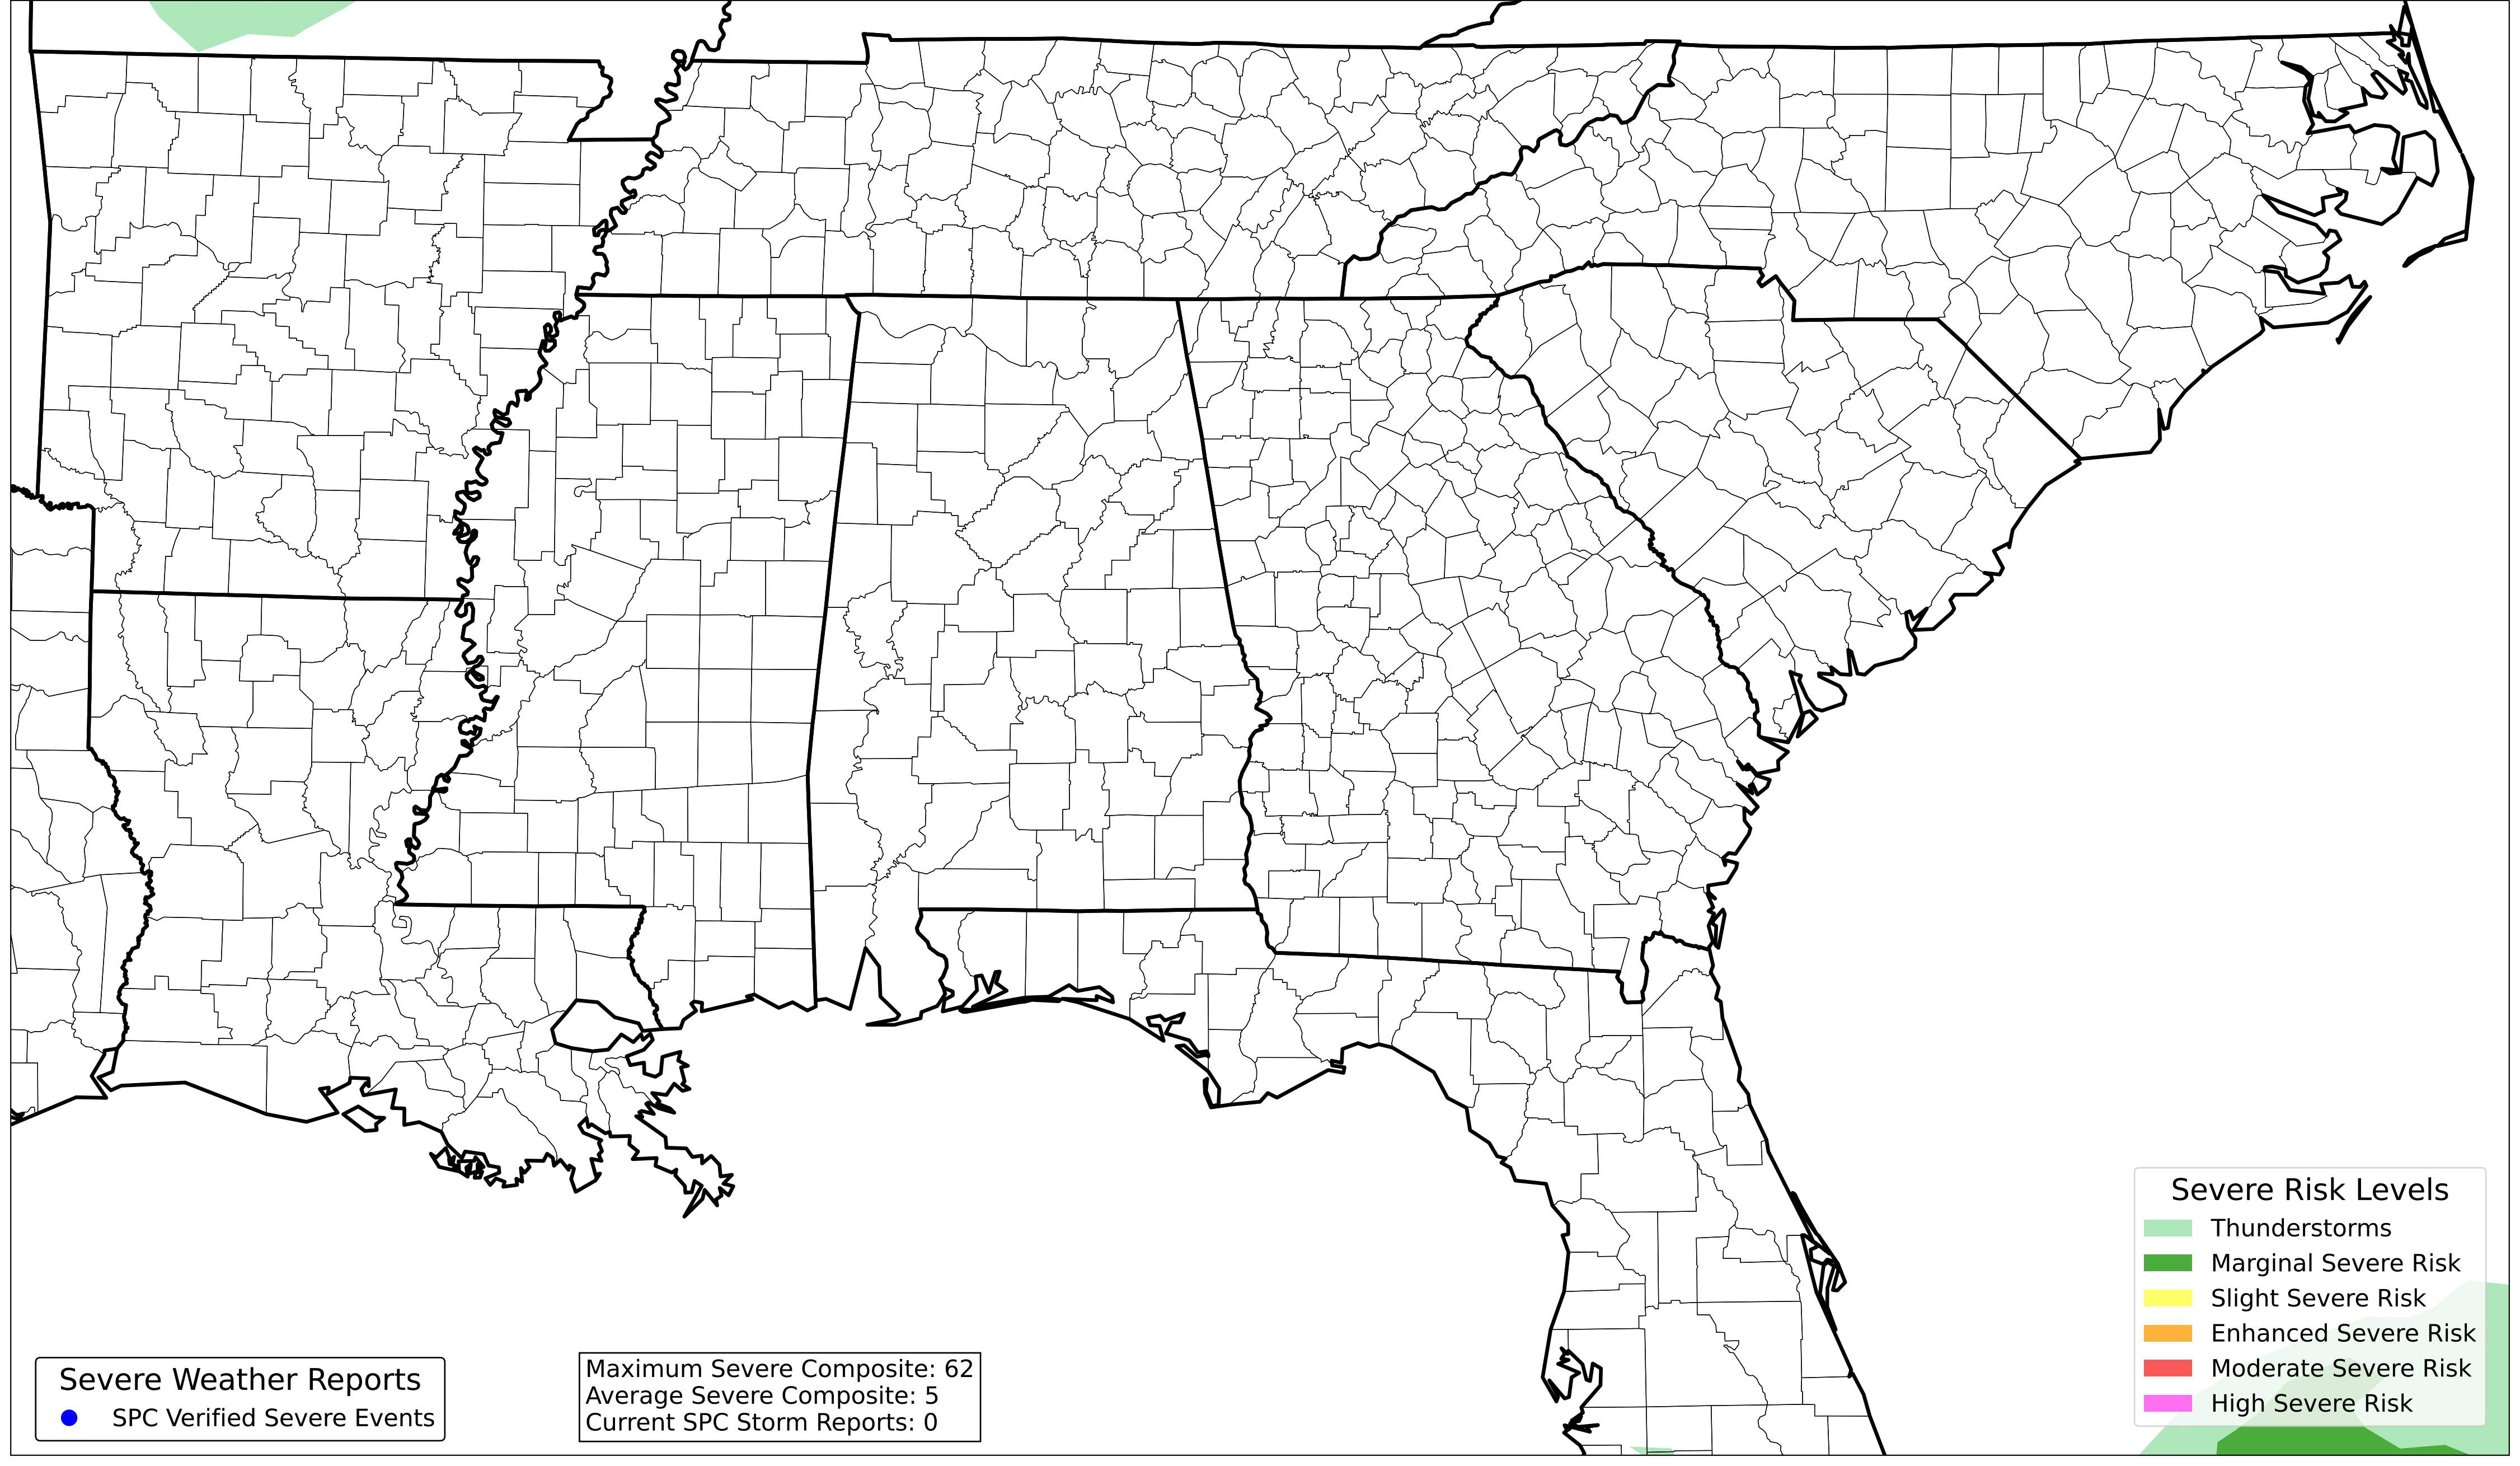 Severe Risk Levels
Thunderstorms
Marginal Severe Risk
Slight Severe Risk
Enhanced Severe Risk
Moderate Severe Risk
High Severe Risk
Severe Weather Reports
SPC Verified Severe Events
Maximum Severe Composite: 62
Average Severe Composite: 5
Current SPC Storm Reports: 0